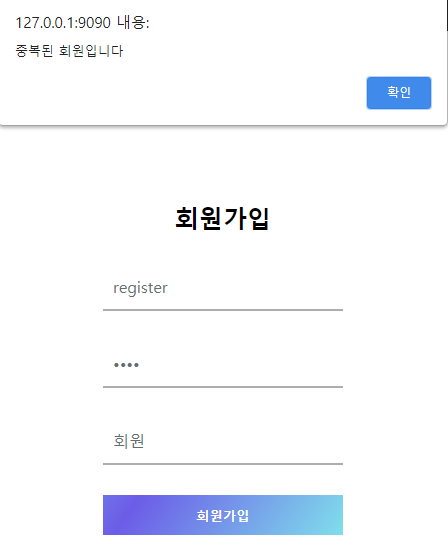 127.0.0.1:9090 내용:
중복된 회원입니다
확인
회원가입
register
••••
회원
회원가입